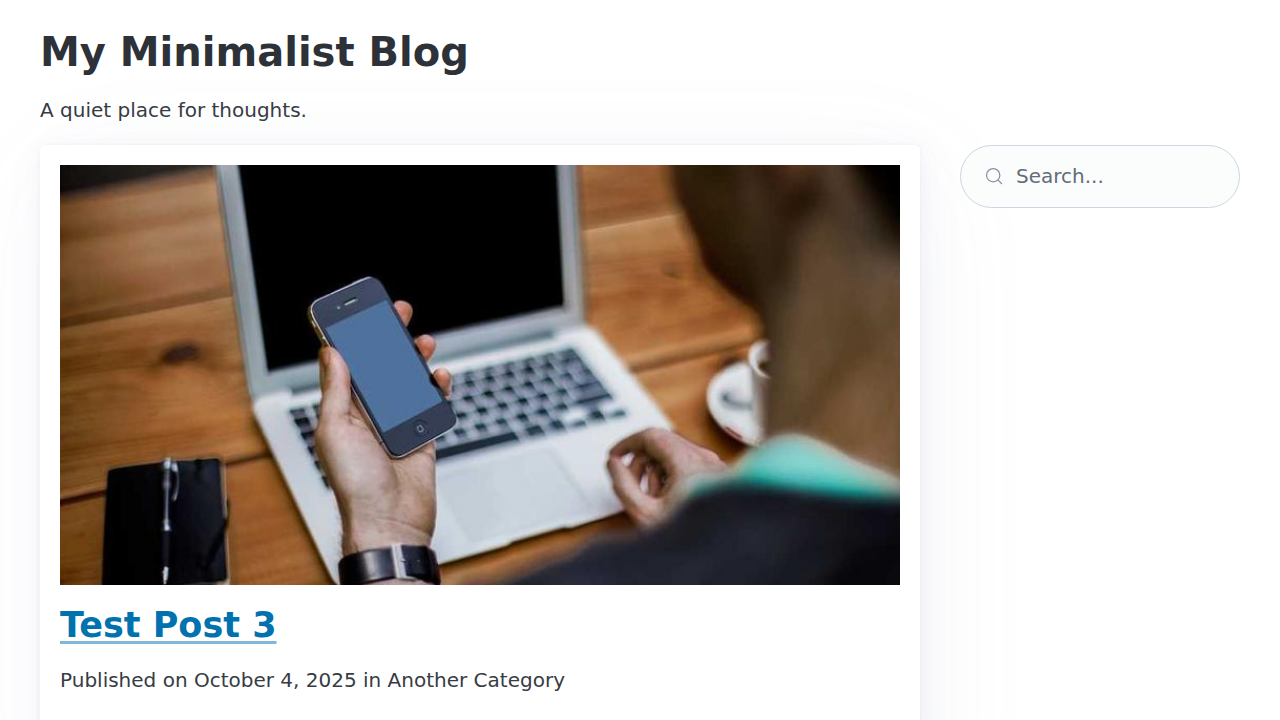 My Minimalist Blog
A quiet place for thoughts.
Search...
Test Post 3
Published on October 4, 2025 in Another Category